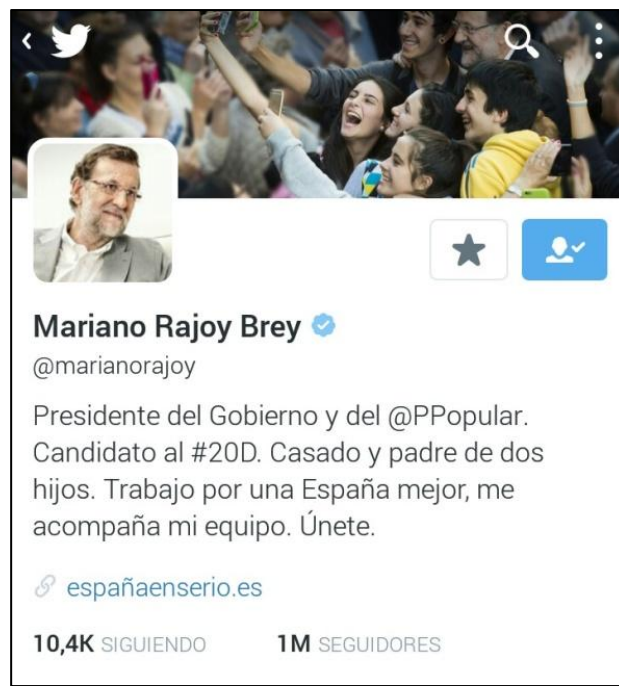 Mariano Rajoy Brey
@marianorajoy
Presidente del Gobierno y del @PPopular.
Candidato al #20D. Casado y padre de dos
hijos. Trabajo por una España mejor, me
acompaña mi equipo. Únete.
españaenserio.es
10,4K SIGUIENDO 1M SEGUIDORES